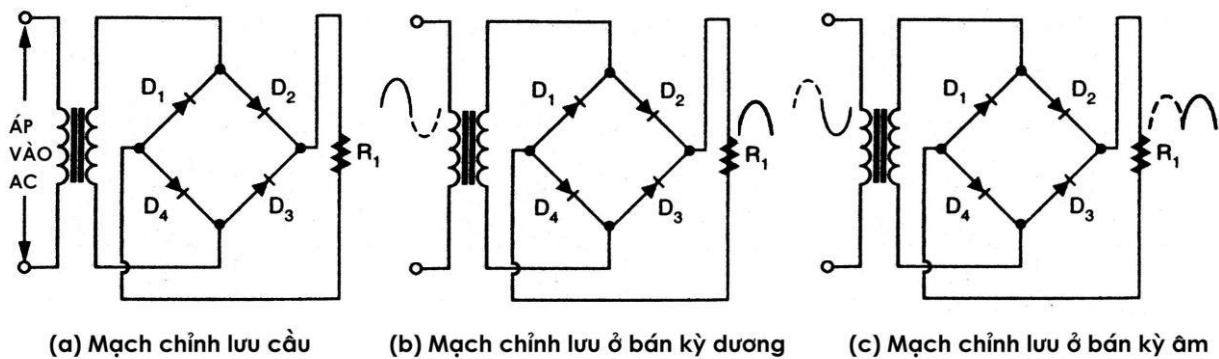 ÁP
VÀO
AC
D1
D2
D4
D3
R1
D1
D2
D4
D3
R1
D1
D2
D4
D3
R1
(a) Mạch chỉnh lưu cầu
(b) Mạch chỉnh lưu ở bán kỳ dương
(c) Mạch chỉnh lưu ở bán kỳ âm